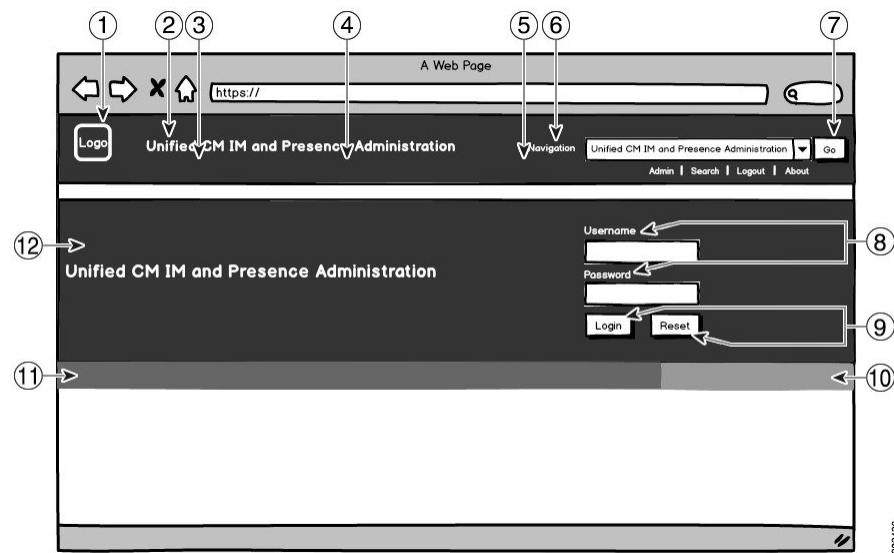 1 2 3 4 5 6 7
A Web Page
https://
Logo
Unified CM IM and Presence Administration
Navigation
Unified CM IM and Presence Administration
Go
Admin | Search | Logout | About
12
Unified CM IM and Presence Administration
Username
8
Password
Login
Reset
9
11
10